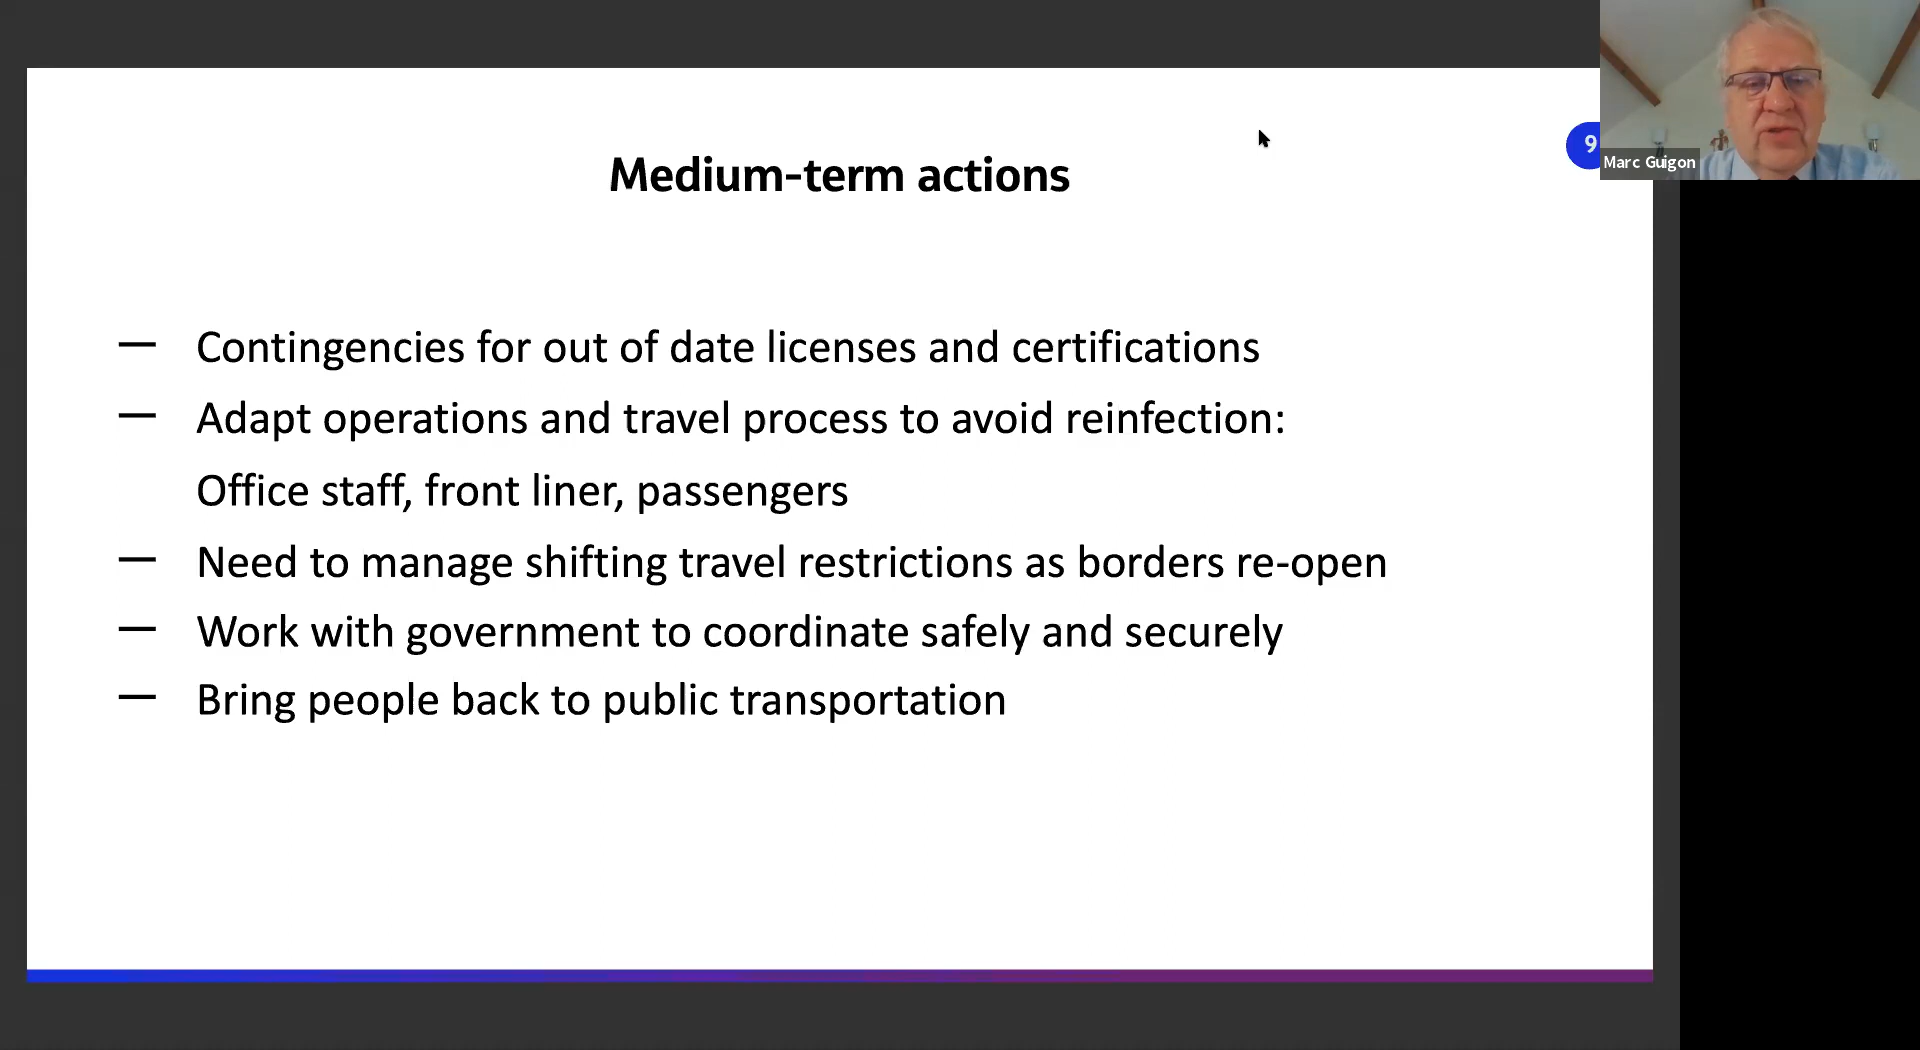 Medium-term actions
9
Marc Guigon
— Contingencies for out of date licenses and certifications
— Adapt operations and travel process to avoid reinfection:
Office staff, front liner, passengers
— Need to manage shifting travel restrictions as borders re-open
— Work with government to coordinate safely and securely
— Bring people back to public transportation